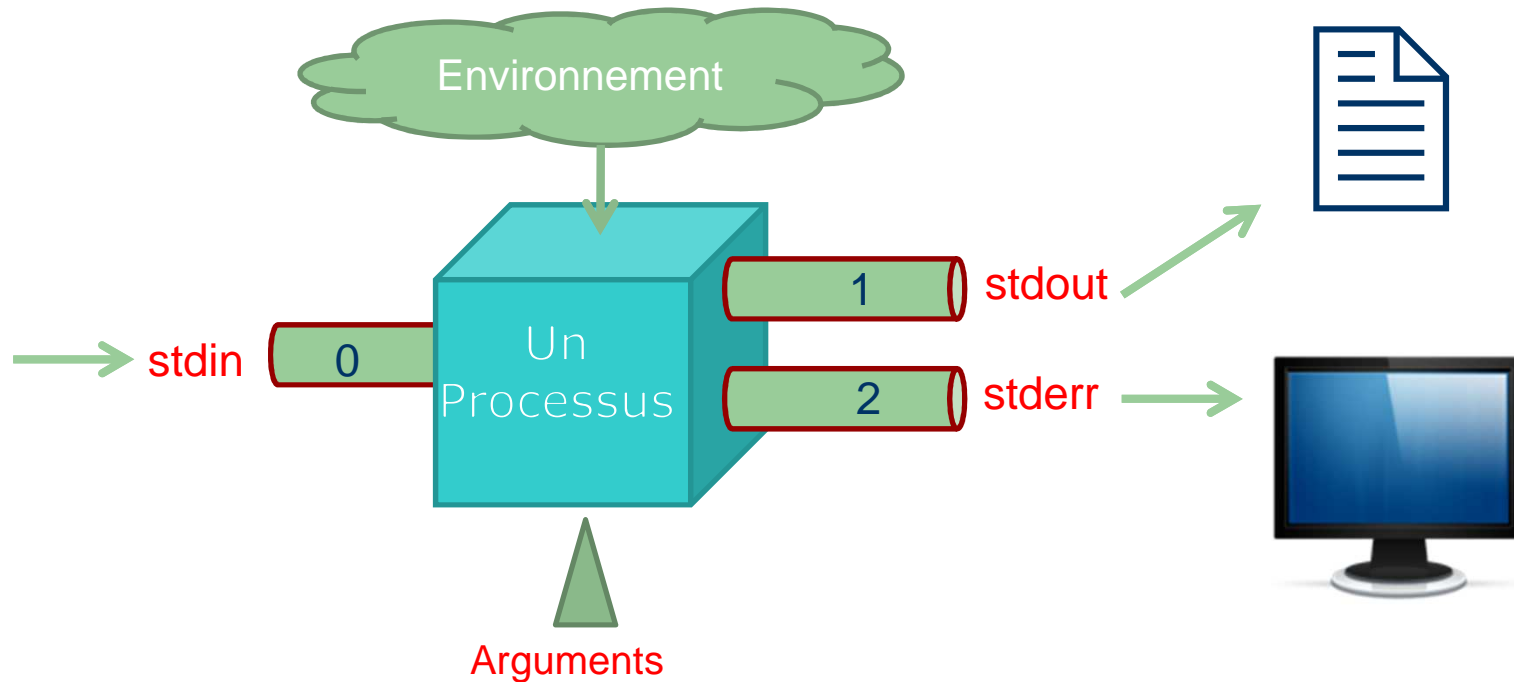 Environnement
1
stdout
stdin
0
Un
Processus
2
stderr
Arguments